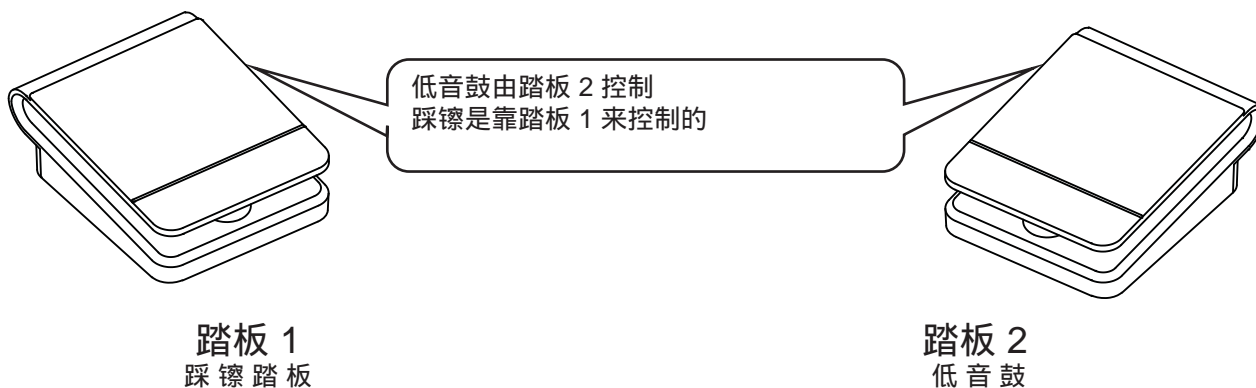 低音鼓由踏板 2 控制
踩镲是靠踏板 1 来控制的
踏板 1
踩镲踏板
踏板 2
低音鼓